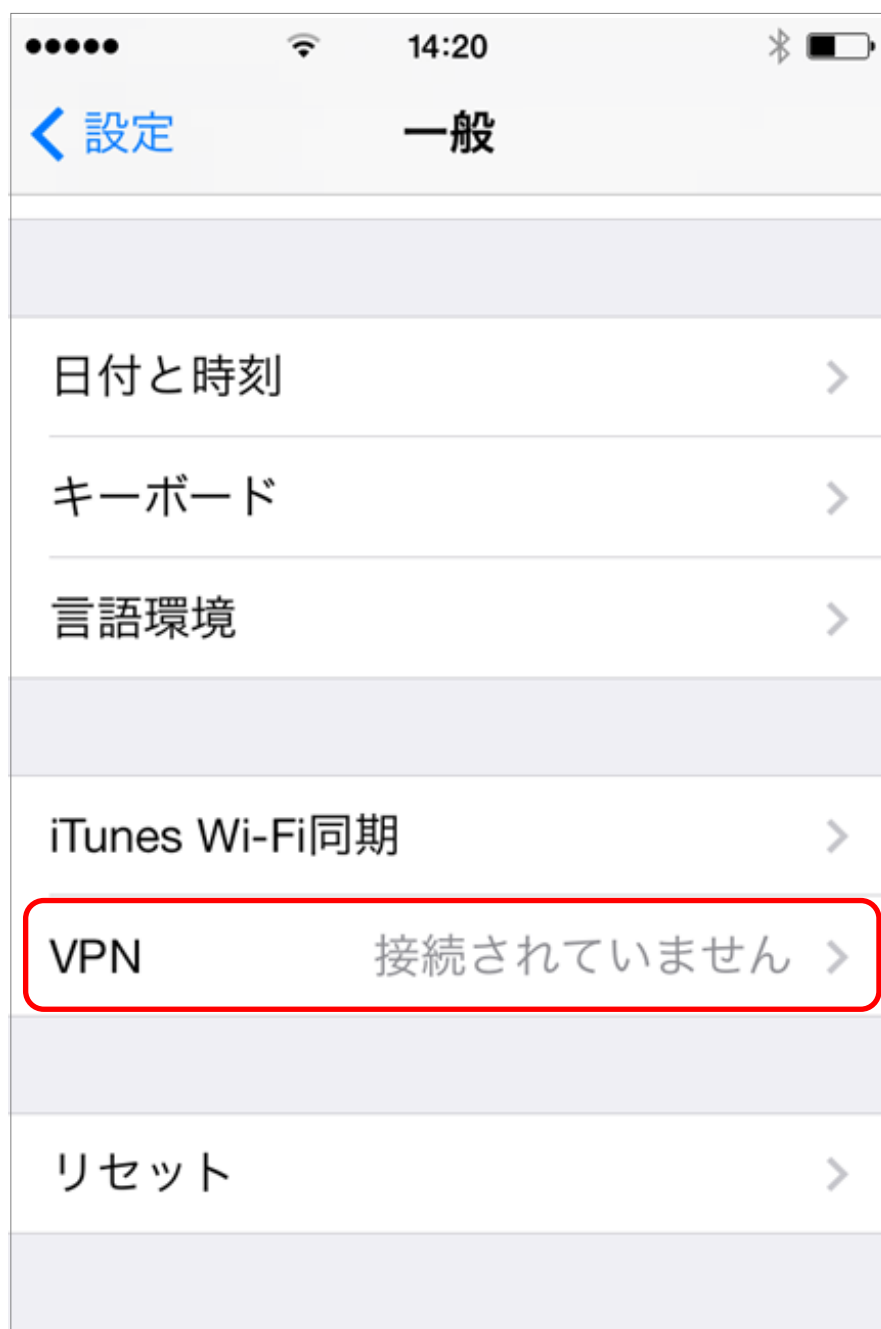 14:20
設定
一般
日付と時刻
キーボード
言語環境
iTunes Wi-Fi同期
VPN 接続されていません
リセット